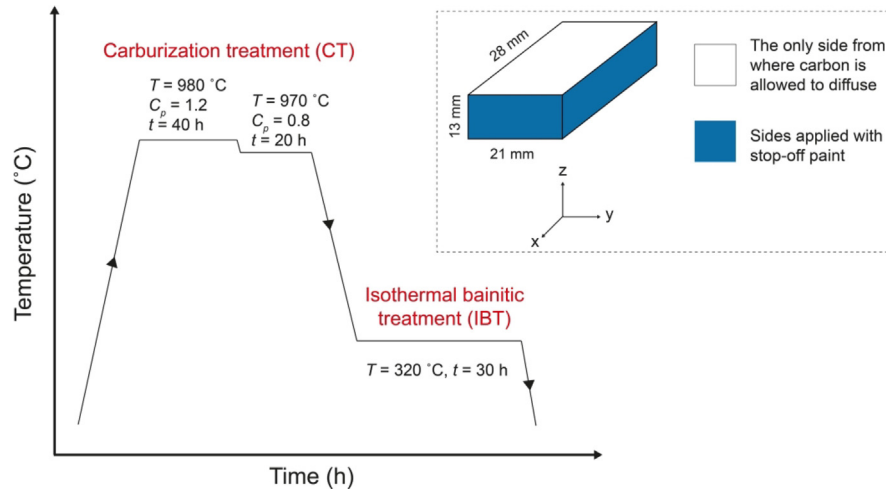 Carburization treatment (CT)
T = 980 ˚C
Cp = 1.2
t = 40 h
T = 970 ˚C
Cp = 0.8
t = 20 h
Isothermal bainitic
treatment (IBT)
T = 320 ˚C, t = 30 h
Temperature (˚C)
Time (h)
28 mm
13 mm
21 mm
z
y
x
The only side from
where carbon is
allowed to diffuse
Sides applied with
stop-off paint